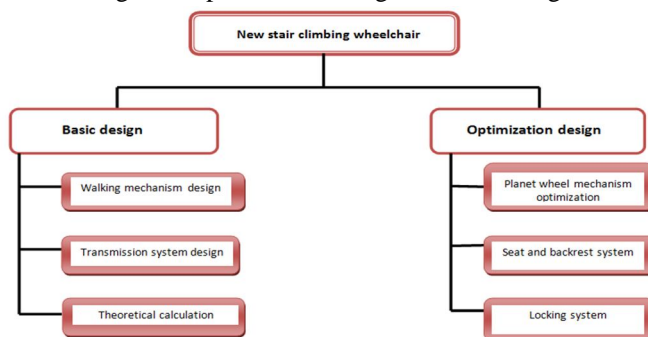 New stair climbing wheelchair
Basic design
Optimization design
Walking mechanism design
Planet wheel mechanism
optimization
Transmission system design
Seat and backrest system
Theoretical calculation
Locking system